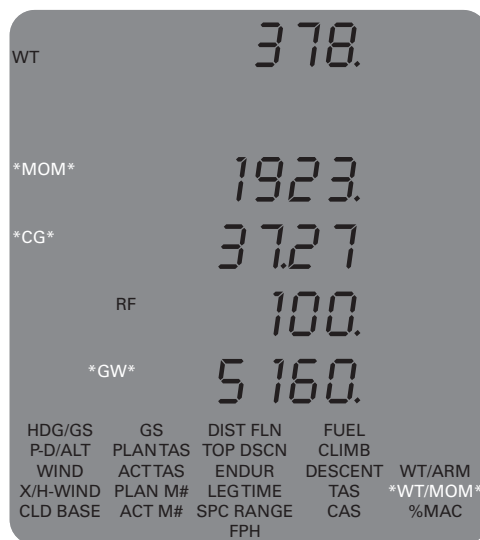 WT 378.
*MOM* 1923.
*CG* 37.27
RF 100.
*GW* 5160.
HDG/GS GS DIST FLN FUEL
P-D/ALT PLAN TAS TOP DSCN CLIMB
WIND ACT TAS ENDUR DESCENT WT/ARM
X/H-WIND PLAN M# LEG TIME TAS *WT/MOM*
CLD BASE ACT M# SPC RANGE CAS %MAC
FPH